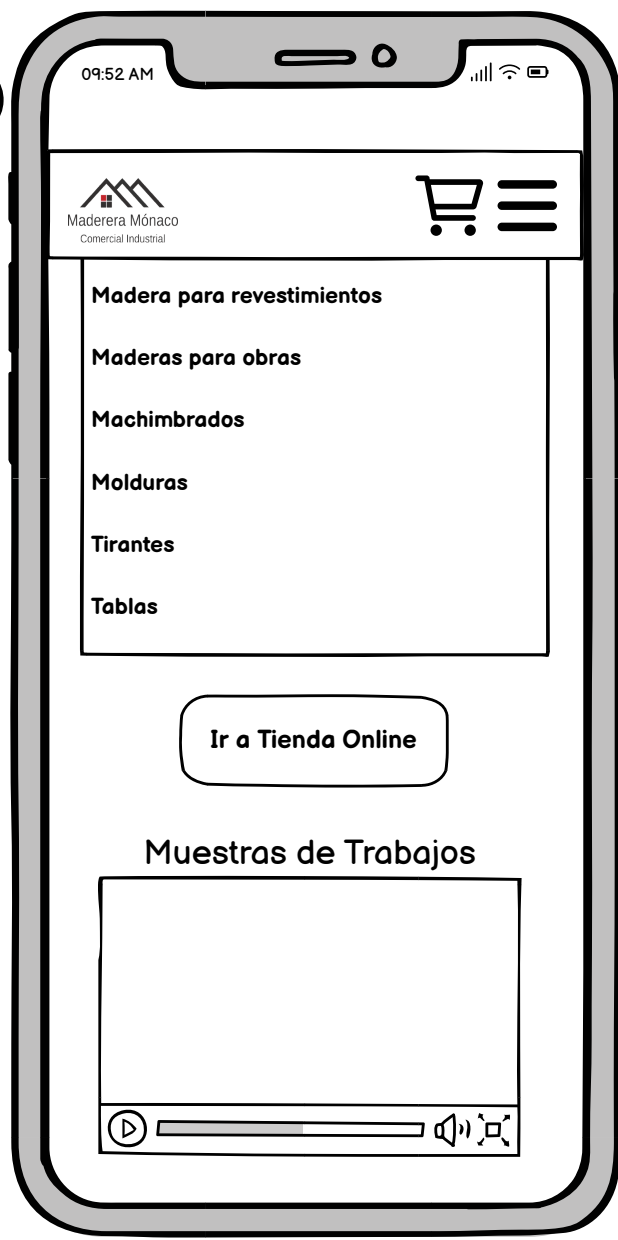 09:52 AM
Maderera Mónaco
Comercial Industrial
Madera para revestimientos
Maderas para obras
Machimbrados
Molduras
Tirantes
Tablas
Ir a Tienda Online
Muestras de Trabajos